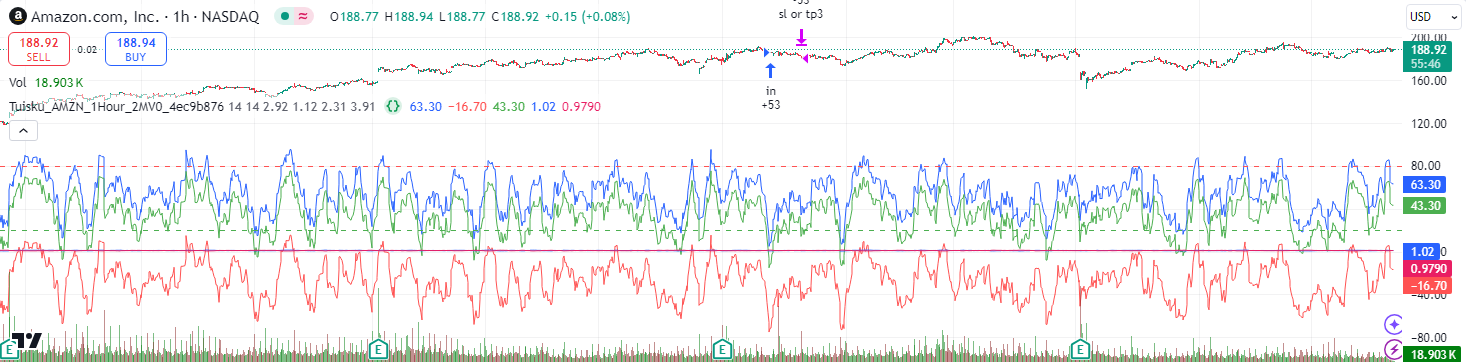 Amazon.com, Inc. · 1h · NASDAQ O188.77 H188.94 L188.77 C188.92 +0.15 (+0.08%)
-53
sl or tp3
USD
188.92 SELL
0.02
188.94 BUY
200.00
188.92
55:46
Vol 18.903 K
160.00
in
+53
Tuisku_AMZN_1Hour_2MV0_4ec9b876 14 14 2.92 1.12 2.31 3.91 {} 63.30 −16.70 43.30 1.02 0.9790
120.00
80.00
63.30
43.30
1.02
0.9790
−16.70
−40.00
−80.00
E E E E
18.903 K